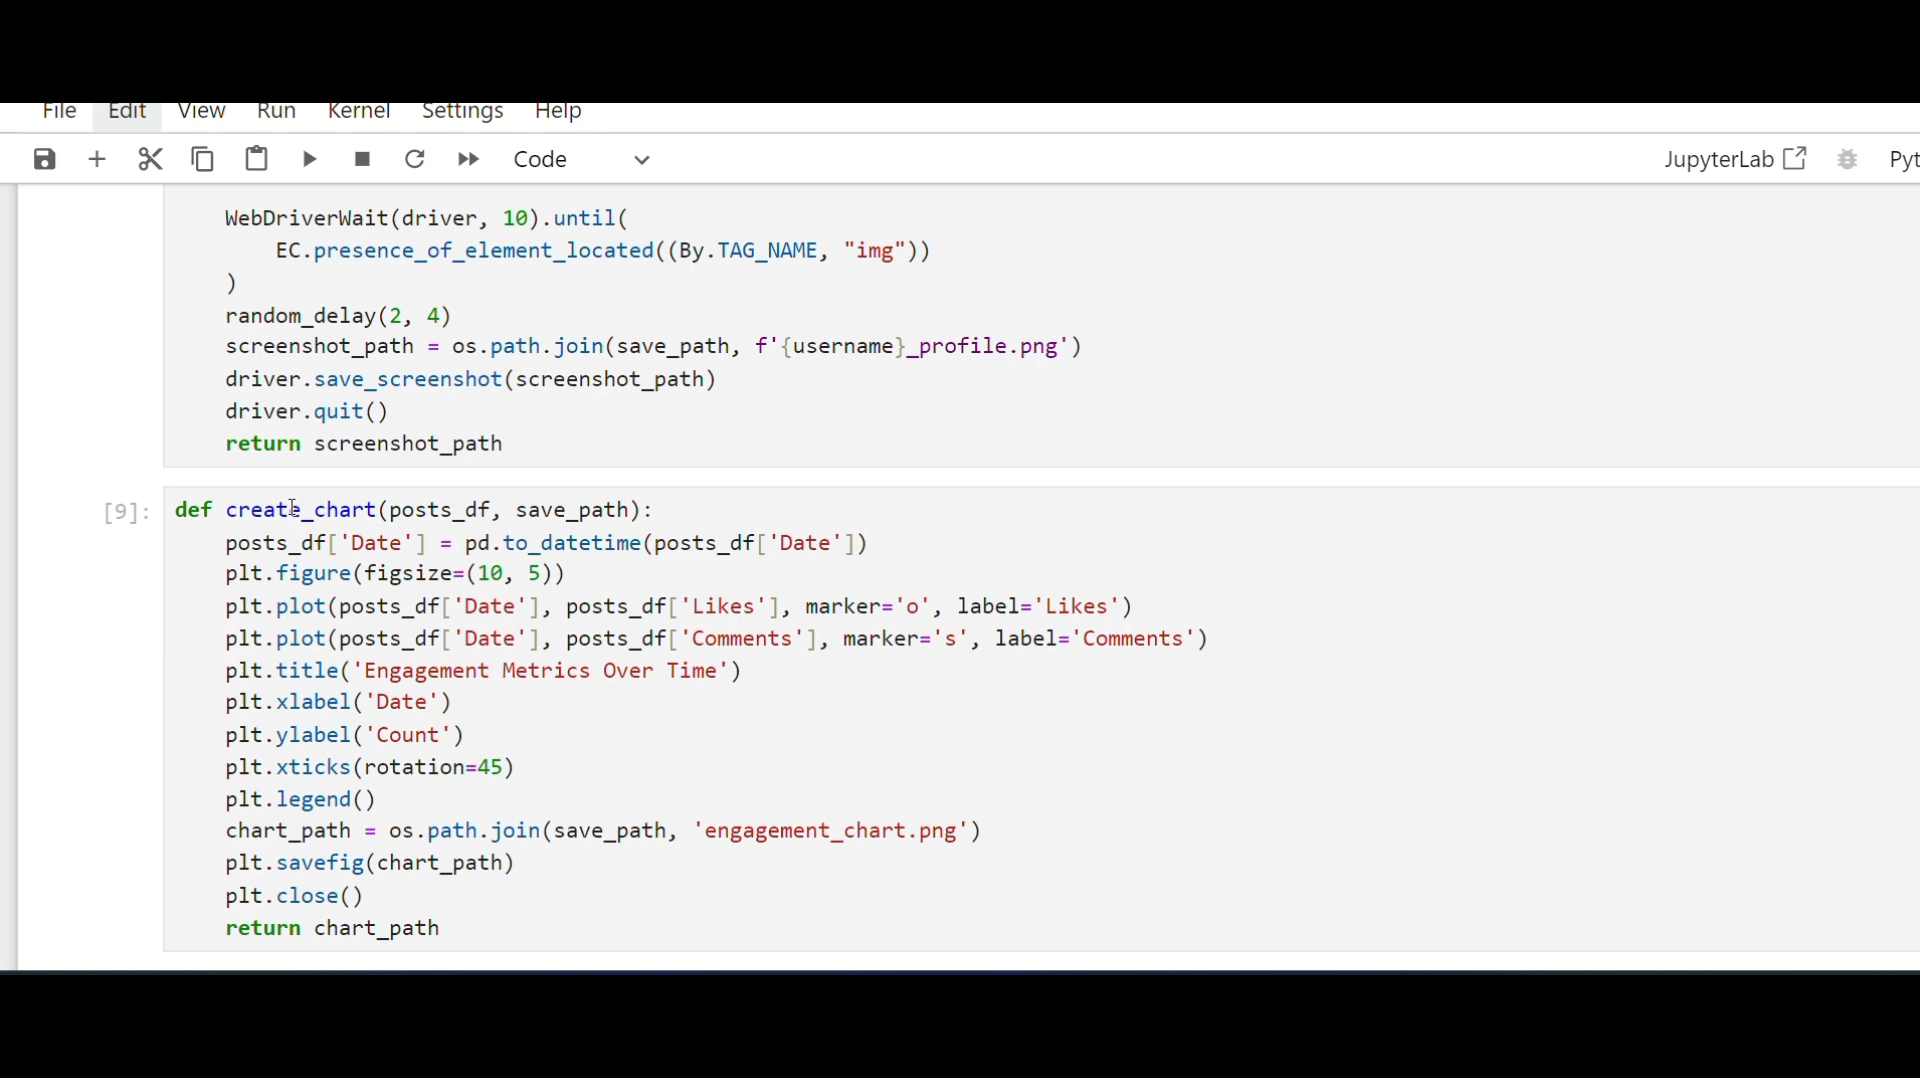 File Edit View Run Kernel Settings Help
Code JupyterLab Pyt
WebDriverWait(driver, 10).until(
EC.presence_of_element_located((By.TAG_NAME, "img"))
)
random_delay(2, 4)
screenshot_path = os.path.join(save_path, f'{username}_profile.png')
driver.save_screenshot(screenshot_path)
driver.quit()
return screenshot_path
[9]: def create_chart(posts_df, save_path):
posts_df['Date'] = pd.to_datetime(posts_df['Date'])
plt.figure(figsize=(10, 5))
plt.plot(posts_df['Date'], posts_df['Likes'], marker='o', label='Likes')
plt.plot(posts_df['Date'], posts_df['Comments'], marker='s', label='Comments')
plt.title('Engagement Metrics Over Time')
plt.xlabel('Date')
plt.ylabel('Count')
plt.xticks(rotation=45)
plt.legend()
chart_path = os.path.join(save_path, 'engagement_chart.png')
plt.savefig(chart_path)
plt.close()
return chart_path